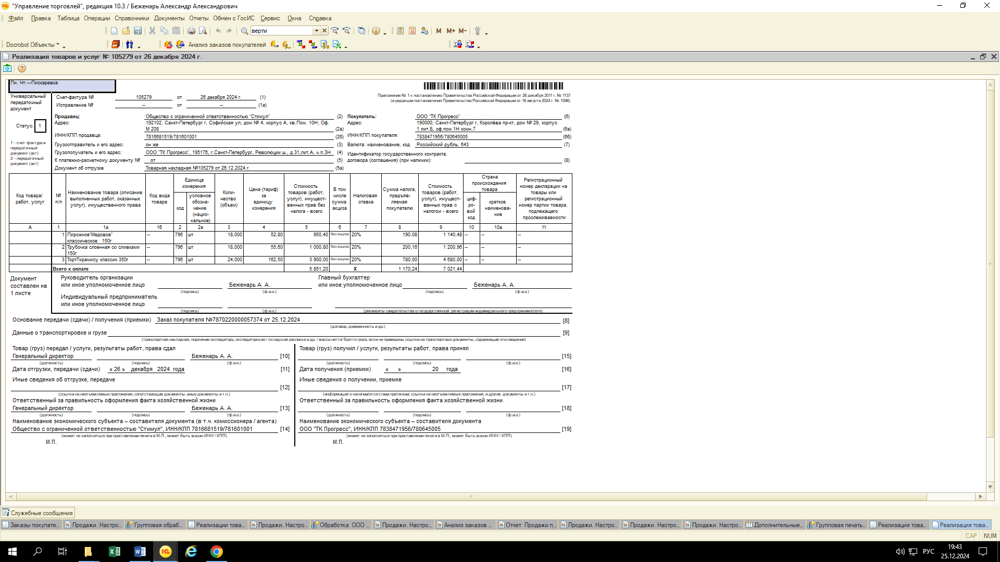 "Управление торговлей", редакция 10.3 / Беженарь Александр Александрович
Файл Правка Таблица Операции Справочники Документы Отчеты Обмен с ГосИС Сервис Окна Справка
верти M M+ M-
Docrobot Объекты Анализ заказов покупателей
Реализация товаров и услуг № 105279 от 26 декабря 2024 г.
Пн. Чт.---Пискаревка
Универсальный передаточный документ
Счет-фактура № 105279 от 26 декабря 2024 г. (1)
Исправление № -- от -- (1а)
Приложение № 1 к постановлению Правительства Российской Федерации от 26 декабря 2011 г. № 1137
(в редакции постановления Правительства Российской Федерации от 16 августа 2024 г. № 1096)
Статус: 1
1 – счет-фактура и передаточный документ (акт)
2 – передаточный документ (акт)
Продавец: Общество с ограниченной ответственностью "Стимул" (2)
Адрес: 192102, Санкт-Петербург г, Софийская ул, дом № 4, корпус А, кв.Пом. 10Н, Оф.
М 208 (2а)
ИНН/КПП продавца: 7816681519/781601001 (2б)
Грузоотправитель и его адрес: он же (3)
Грузополучатель и его адрес: ООО "ТК Прогресс", 195176, г.Санкт-Петербург, Революции ш., д.31,лит.А, ч.п.3Н (4)
К платежно-расчетному документу № от (5)
Документ об отгрузке Товарная накладная №105279 от 26.12.2024 г. (5а)
Покупатель: ООО "ТК Прогресс" (6)
Адрес: 190000, Санкт-Петербург г, Королёва пр-кт, дом № 29, корпус
1 лит.Б, оф.пом.1Н комн.7 (6а)
ИНН/КПП покупателя: 7838471956/780645005 (6б)
Валюта: наименование, код Российский рубль, 643 (7)
Идентификатор государственного контракта,
договора (соглашения) (при наличии): (8)
Код товара/ работ, услуг
№ п/п
Наименование товара (описание выполненных работ, оказанных услуг), имущественного права
Код вида товара
Единица измерения
код
условное обозна-чение (нацио-нальное)
Коли-чество (объем)
Цена (тариф) за единицу измерения
Стоимость товаров (работ, услуг), имущест-венных прав без налога - всего
В том числе сумма акциза
Налоговая ставка
Сумма налога, предъяв-ляемая покупателю
Стоимость товаров (работ, услуг), имущест-венных прав с налогом - всего
Страна происхождения товара
циф-ро-вой код
краткое наименова-ние
Регистрационный номер декларации на товары или регистрационный номер партии товара, подлежащего прослеживаемости
А 1 1а 1б 2 2а 3 4 5 6 7 8 9 10 10а 11
1 Пирожное"Медовое" классическое 150г -- 796 шт 18,000 52,80 950,40 без акциза 20% 190,08 1 140,48 -- -- --
2 Трубочка слоенная со сливками 150г -- 796 шт 18,000 55,60 1 000,80 без акциза 20% 200,16 1 200,96 -- -- --
3 ТортТирамису классик 350г -- 796 шт 24,000 162,50 3 900,00 без акциза 20% 780,00 4 680,00 -- -- --
Всего к оплате 5 851,20 Х 1 170,24 7 021,44
Документ составлен на 1 листе
Руководитель организации
или иное уполномоченное лицо Беженарь А. А.
(подпись) (ф.и.о.)
Главный бухгалтер
или иное уполномоченное лицо Беженарь А. А.
(подпись) (ф.и.о.)
Индивидуальный предприниматель
или иное уполномоченное лицо
(подпись) (ф.и.о.) (реквизиты свидетельства о государственной регистрации индивидуального предпринимателя)
Основание передачи (сдачи) / получения (приемки) Заказ покупателя №7870220000057374 от 25.12.2024 [8]
(договор; доверенность и др.)
Данные о транспортировке и грузе [9]
(транспортная накладная, поручение экспедитору, экспедиторская / складская расписка и др. / масса нетто/ брутто груза, если не приведены ссылки на транспортные документы, содержащие эти сведения)
Товар (груз) передал / услуги, результаты работ, права сдал
Генеральный директор Беженарь А. А. [10]
(должность) (подпись) (ф.и.о.)
Дата отгрузки, передачи (сдачи) « 26 » декабря 2024 года [11]
Иные сведения об отгрузке, передаче
[12]
(ссылки на неотъемлемые приложения, сопутствующие документы, иные документы и т.п.)
Ответственный за правильность оформления факта хозяйственной жизни
Генеральный директор Беженарь А. А. [13]
(должность) (подпись) (ф.и.о.)
Наименование экономического субъекта – составителя документа (в т.ч. комиссионера / агента)
Общество с ограниченной ответственностью "Стимул", ИНН/КПП 7816681519/781601001 [14]
(может не заполняться при проставлении печати в М.П., может быть указан ИНН / КПП)
М.П.
Товар (груз) получил / услуги, результаты работ, права принял
[15]
(должность) (подпись) (ф.и.о.)
Дата получения (приемки) « » 20 года [16]
Иные сведения о получении, приемке
[17]
(информация о наличии/отсутствии претензии; ссылки на неотъемлемые приложения, и другие документы и т.п.)
Ответственный за правильность оформления факта хозяйственной жизни
[18]
(должность) (подпись) (ф.и.о.)
Наименование экономического субъекта – составителя документа
ООО "ТК Прогресс", ИНН/КПП 7838471956/780645005 [19]
(может не заполняться при проставлении печати в М.П., может быть указан ИНН / КПП)
М.П.
Служебные сообщения
Заказы покупате... Продажи. Настро... Групповая обраб... Реализации това... Продажи. Настро... Обработка ООО ... Продажи. Настро... Анализ заказов ... Отчет Продажи п... Продажи. Настро... Продажи. Настро... Продажи. Настро... Дополнительные... Групповая печать... Реализация това... Реализация това...
CAP NUM
РУС 19:43
25.12.2024